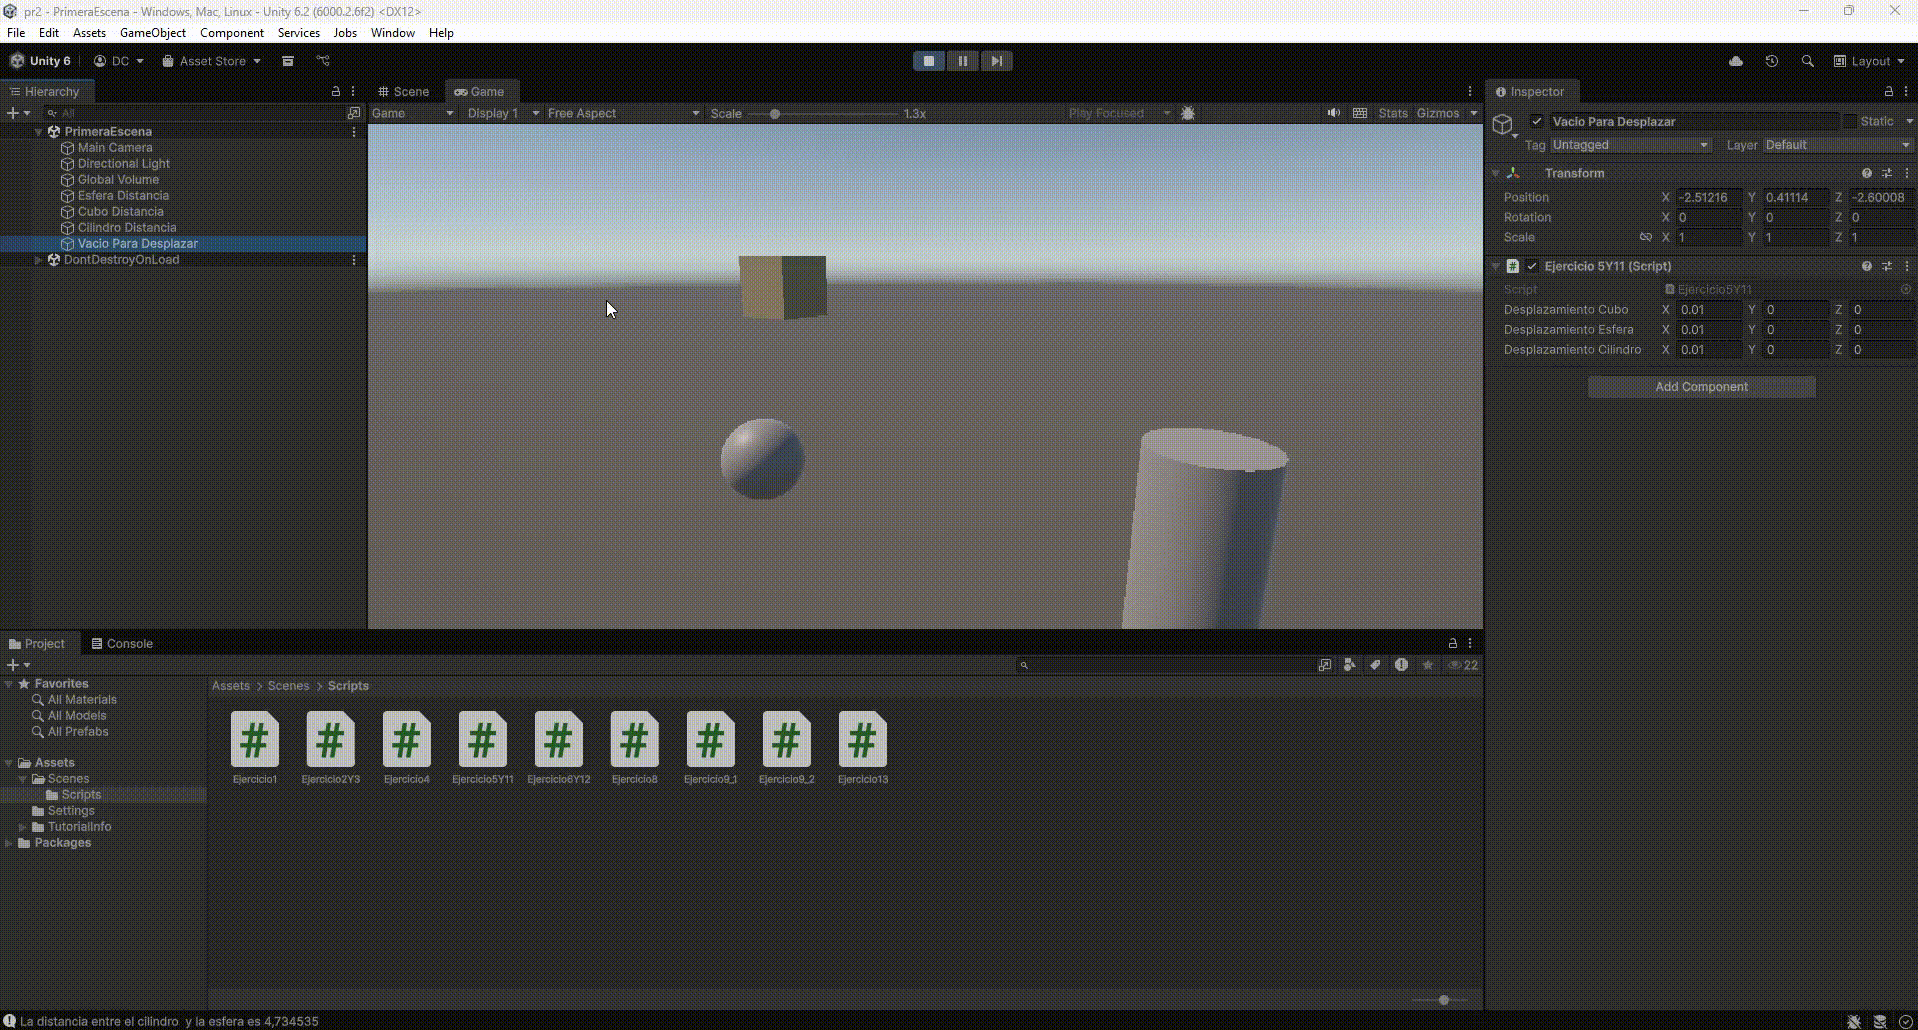 pr2 - PrimeraEscena - Windows, Mac, Linux - Unity 6.2 (6000.2.6f2) <DX12>
File Edit Assets GameObject Component Services Jobs Window Help
Unity 6 DC Asset Store Layout
Hierarchy
All
PrimeraEscena
Main Camera
Directional Light
Global Volume
Esfera Distancia
Cubo Distancia
Cilindro Distancia
Vacio Para Desplazar
DontDestroyOnLoad
Scene Game
Game Display 1 Free Aspect Scale 1.3x Play Focused Stats Gizmos
Inspector
Vacio Para Desplazar Static
Tag Untagged Layer Default
Transform
Position X -2.51216 Y 0.41114 Z -2.60008
Rotation X 0 Y 0 Z 0
Scale X 1 Y 1 Z 1
# Ejercicio 5Y11 (Script)
Script Ejercicio5Y11
Desplazamiento Cubo X 0.01 Y 0 Z 0
Desplazamiento Esfera X 0.01 Y 0 Z 0
Desplazamiento Cilindro X 0.01 Y 0 Z 0
Add Component
Project Console
22
Favorites
All Materials
All Models
All Prefabs
Assets
Scenes
Scripts
Settings
TutorialInfo
Packages
Assets > Scenes > Scripts
# # # # # # # # #
Ejercicio1 Ejercicio2Y3 Ejercicio4 Ejercicio5Y11 Ejercicio6Y12 Ejercicio8 Ejercicio9_1 Ejercicio9_2 Ejercicio13
La distancia entre el cilindro  y la esfera es 4,734535